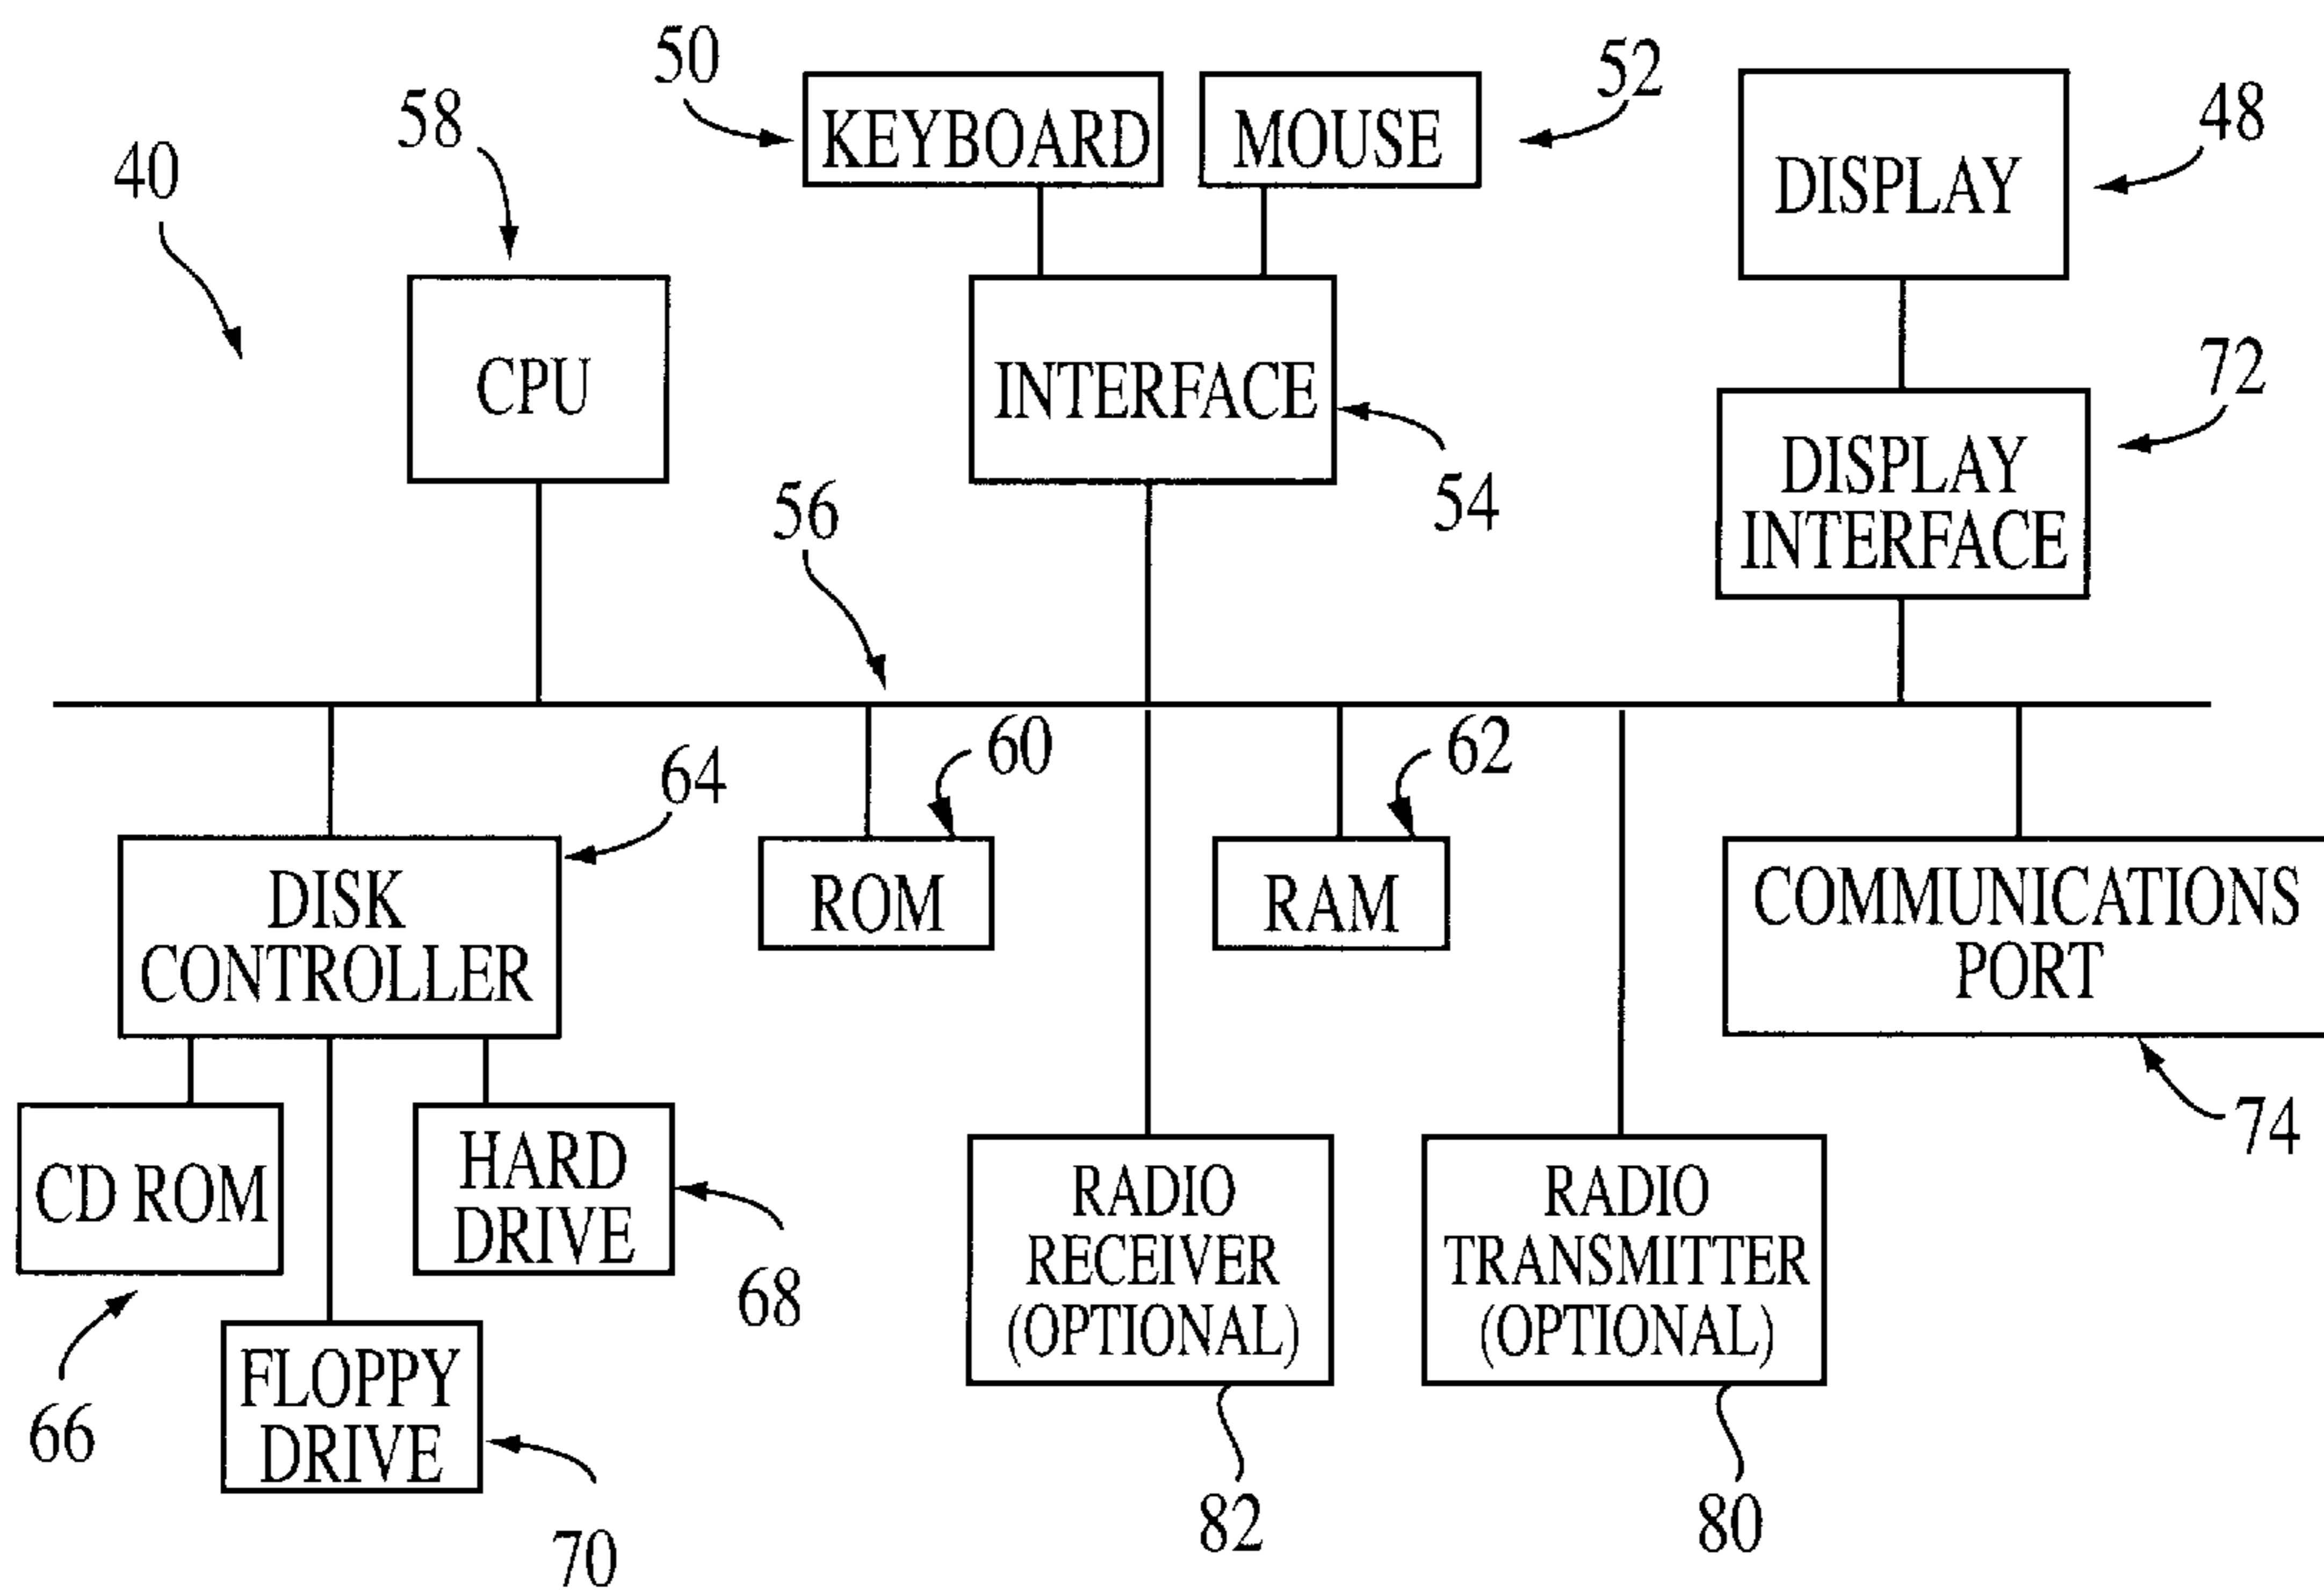 50
52
KEYBOARD
MOUSE
58
48
40
DISPLAY
CPU
INTERFACE
72
54
DISPLAY
INTERFACE
56
60
62
64
DISK
CONTROLLER
ROM
RAM
COMMUNICATIONS
PORT
74
CD ROM
HARD
DRIVE
68
RADIO
RECEIVER
(OPTIONAL)
RADIO
TRANSMITTER
(OPTIONAL)
66
FLOPPY
DRIVE
70
82
80